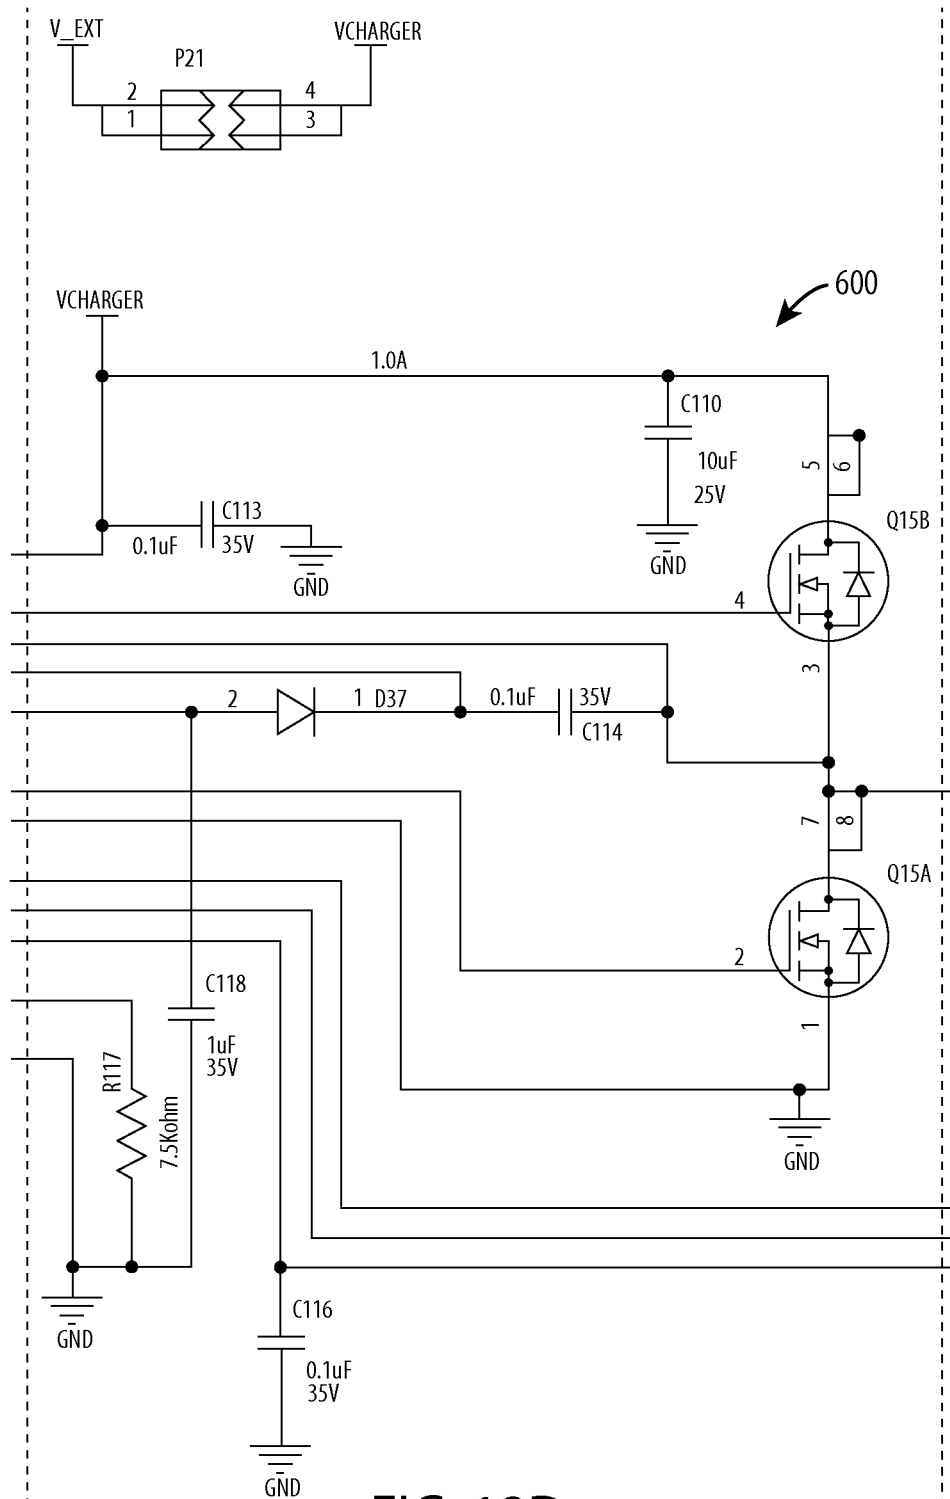 V_EXT
VCHARGER
P21
2
4
1
3
VCHARGER
600
1.0A
C110
10uF
25V
5
6
C113
0.1uF
35V
GND
GND
Q15B
4
3
2
1
D37
0.1uF
35V
C114
7
8
Q15A
2
C118
1uF
35V
1
R117
7.5Kohm
GND
GND
C116
0.1uF
35V
GND